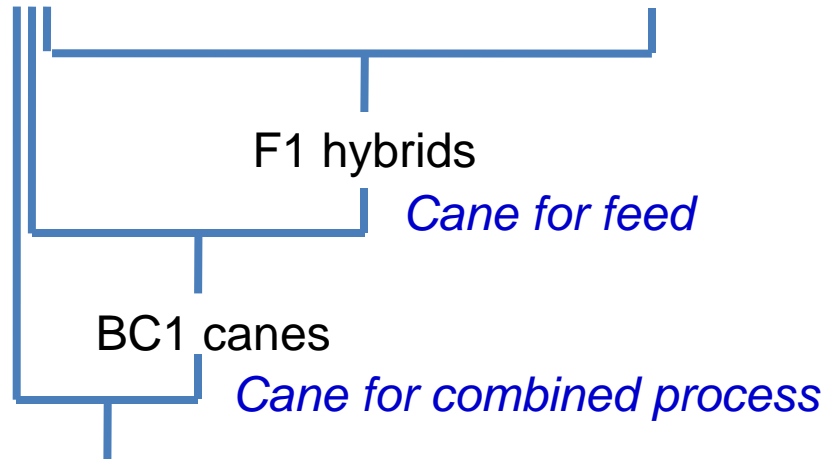 F1 hybrids
Cane for feed
BC1 canes
Cane for combined process